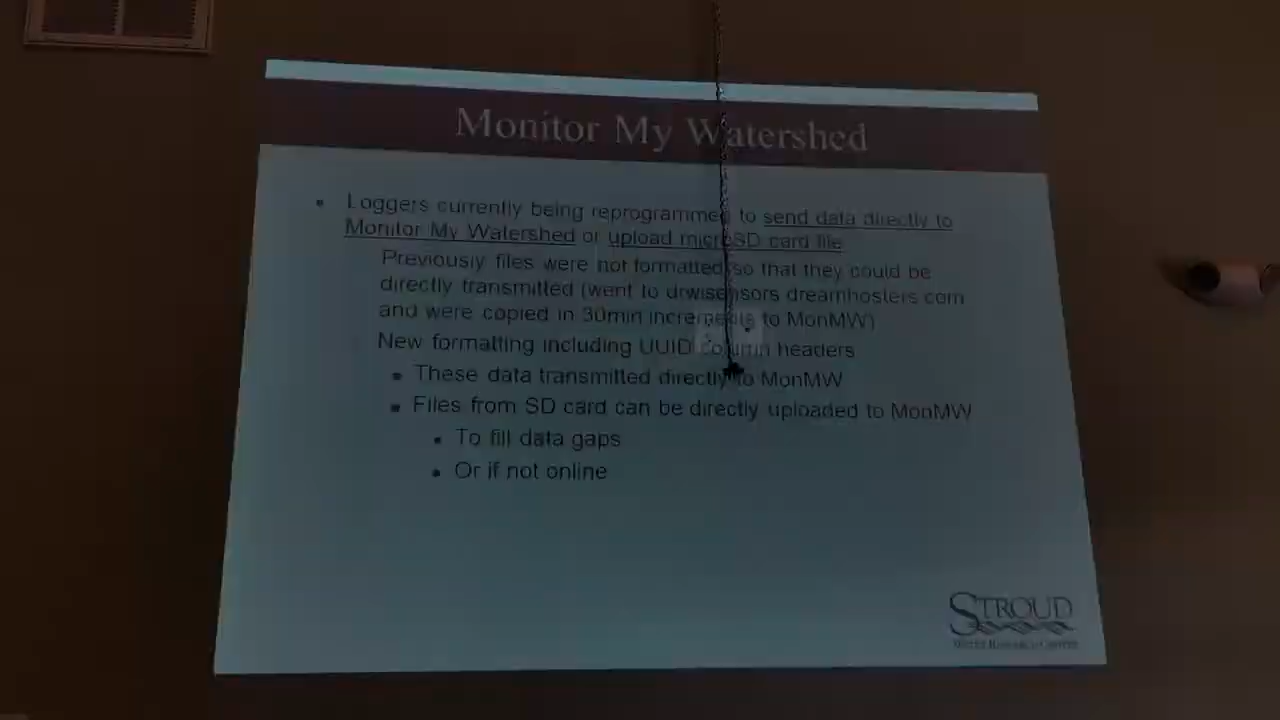 Monitor My Watershed
• Loggers currently being reprogrammed to send data directly to
Monitor My Watershed or upload microSD card file
Previously files were not formatted so that they could be
directly transmitted (went to drwisensors dreamhosters com
and were copied in 30min increments to MonMW)
New formatting including UUID column headers
▪ These data transmitted directly to MonMW
▪ Files from SD card can be directly uploaded to MonMW
• To fill data gaps
• Or if not online
STROUD
WATER RESEARCH CENTER